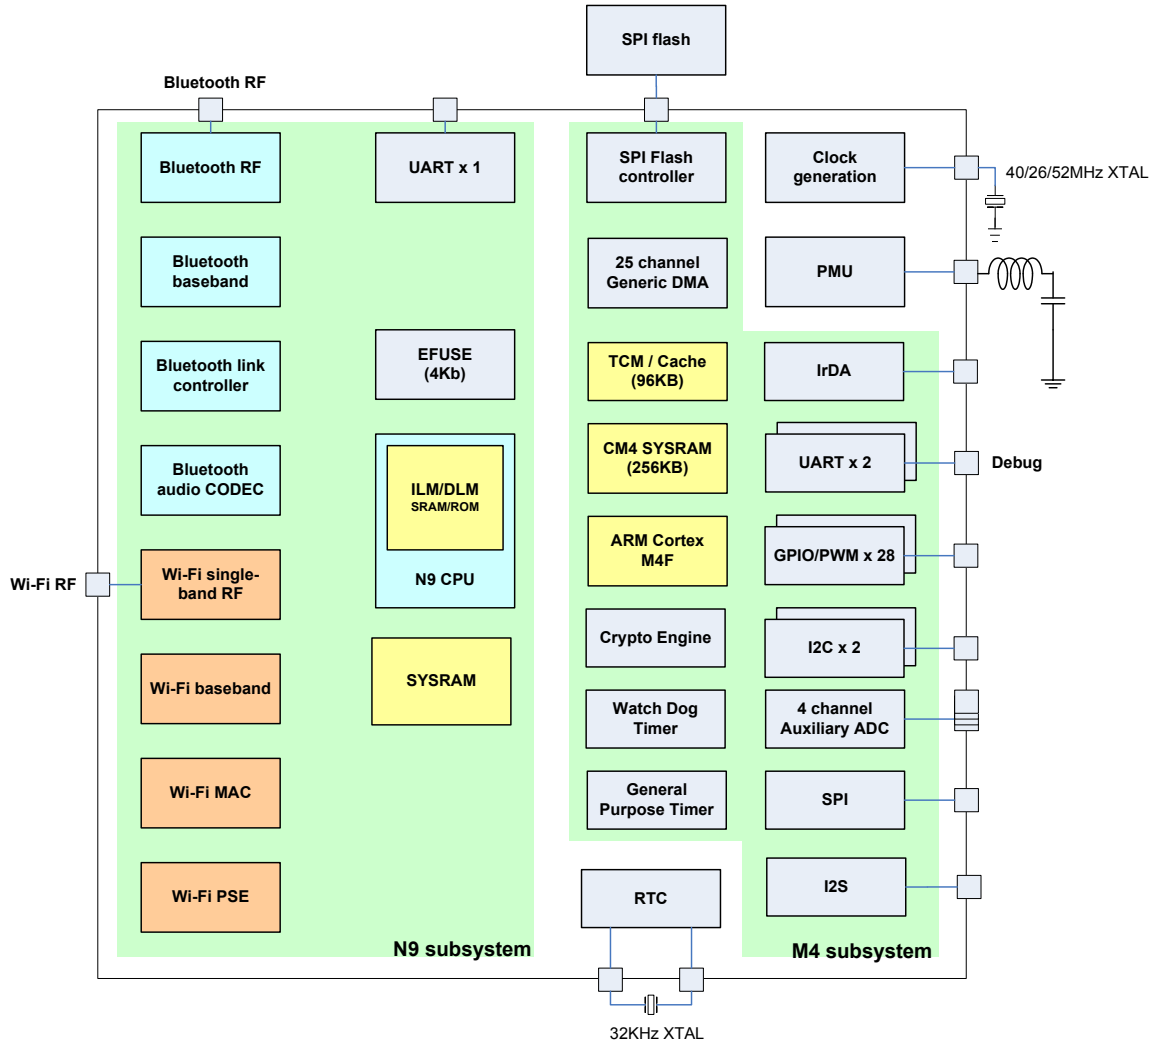 SPI flash
Bluetooth RF
Bluetooth RF
UART x 1
SPI Flash
controller
Clock
generation
40/26/52MHz XTAL
Bluetooth
baseband
25 channel
Generic DMA
PMU
Bluetooth link
controller
EFUSE
(4Kb)
TCM / Cache
(96KB)
IrDA
Bluetooth
audio CODEC
ILM/DLM
SRAM/ROM
N9 CPU
CM4 SYSRAM
(256KB)
UART x 2
Debug
Wi-Fi RF
Wi-Fi single-
band RF
ARM Cortex
M4F
GPIO/PWM x 28
Crypto Engine
I2C x 2
Wi-Fi baseband
SYSRAM
Watch Dog
Timer
4 channel
Auxiliary ADC
Wi-Fi MAC
General
Purpose Timer
SPI
Wi-Fi PSE
RTC
I2S
N9 subsystem
M4 subsystem
32KHz XTAL